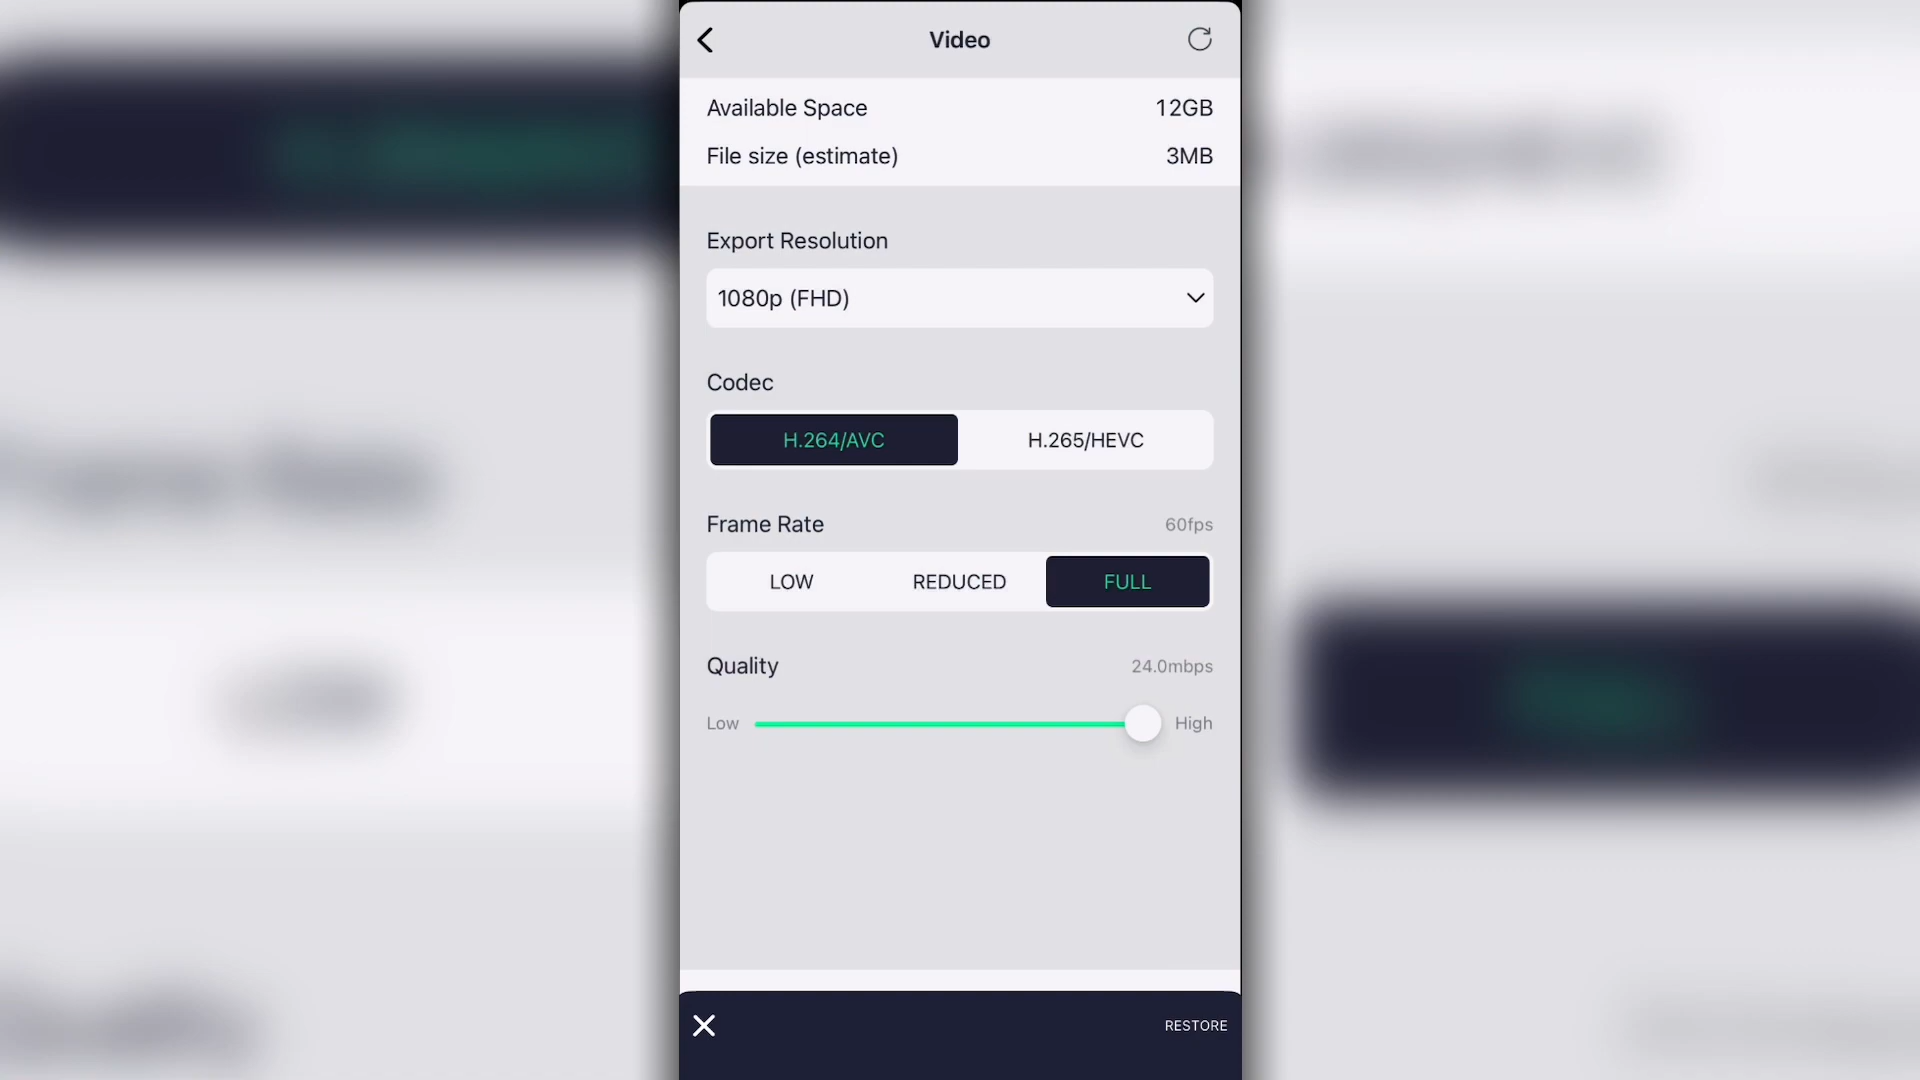 Video
Available Space 12GB
File size (estimate) 3MB
Export Resolution
1080p (FHD)
Codec
H.264/AVC H.265/HEVC
Frame Rate 60fps
LOW REDUCED FULL
Quality 24.0mbps
Low High
RESTORE